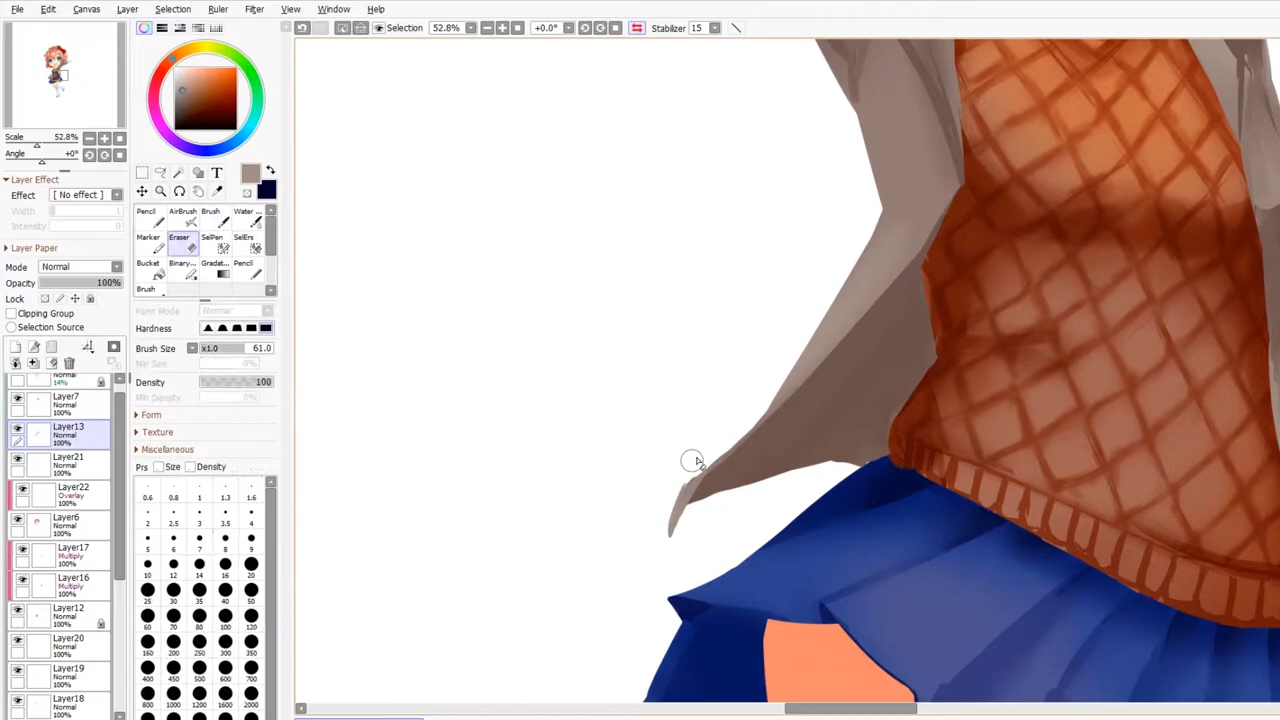 File Edit Canvas Layer Selection Ruler Filter View Window Help
Selection 52.8% +0.0° Stabilizer 15
Scale 52.8%
Angle +0°
Layer Effect
Effect [ No effect ]
Width 1
Intensity 0
Layer Paper
Mode Normal
Opacity 100%
Lock
Clipping Group
Selection Source
Normal
14%
Layer7
Normal
100%
Layer13
Normal
100%
Layer21
Normal
100%
Layer22
Overlay
100%
Layer6
Normal
100%
Layer17
Multiply
100%
Layer16
Multiply
100%
Layer12
Normal
100%
Layer20
Normal
100%
Layer19
Normal
100%
Layer18
Normal
T
Pencil AirBrush Brush Water ...
Marker Eraser SelPen SelErs
Bucket Binary... Gradat... Pencil
Brush
Paint Mode Normal
Hardness
Brush Size x1.0 61.0
Min Size 0%
Density 100
Min Density 0%
Form
Texture
Miscellaneous
Prs Size Density
0.6 0.8 1 1.3 1.6
2 2.5 3 3.5 4
5 6 7 8 9
10 12 14 16 20
25 30 35 40 50
60 70 80 100 120
160 200 250 300 350
400 450 500 600 700
800 1000 1200 1600 2000